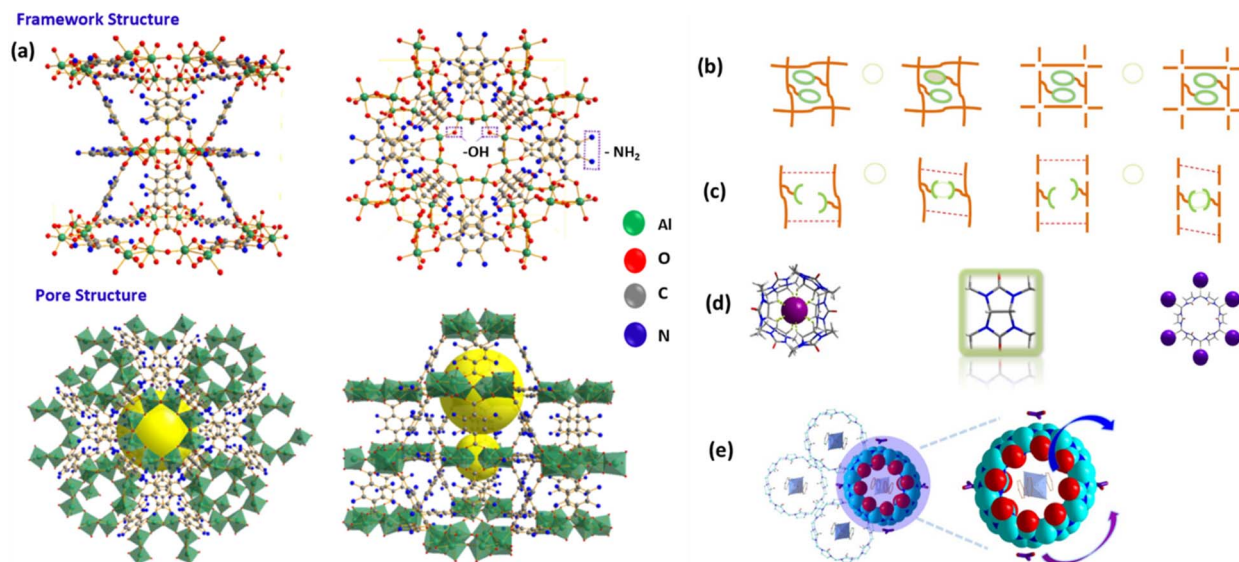 Framework Structure
(a)
-OH
- NH₂
Al
O
C
N
Pore Structure
(b)
(c)
(d)
(e)